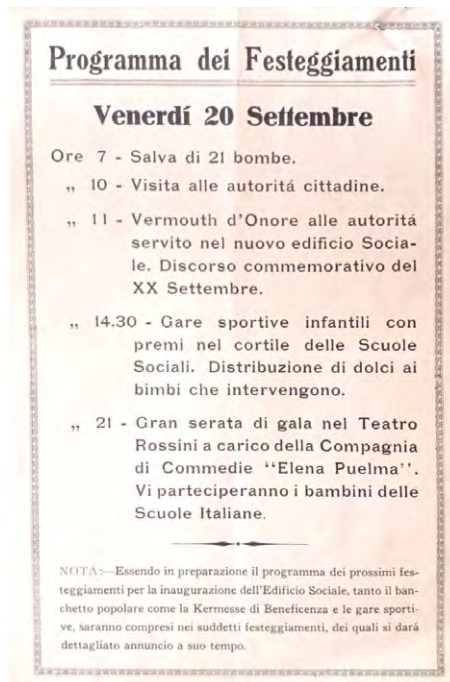 Programma dei Festeggiamenti
Venerdí 20 Settembre
Ore 7 - Salva di 21 bombe.
„ 10 - Visita alle autoritá cittadine.
„ 11 - Vermouth d'Onore alle autoritá
servito nel nuovo edificio Socia-
le. Discorso commemorativo del
XX Settembre.
„ 14.30 - Gare sportive infantili con
premi nel cortile delle Scuole
Sociali. Distribuzione di dolci ai
bimbi che intervengono.
„ 21 - Gran serata di gala nel Teatro
Rossini a carico della Compagnia
di Commedie "Elena Puelma".
Vi parteciperanno i bambini delle
Scuole Italiane.
NOTA:—Essendo in preparazione il programma dei prossimi fes-
teggiamenti per la inaugurazione dell'Edificio Sociale, tanto il ban-
chetto popolare come la Kermesse di Beneficenza e le gare sporti-
ve, saranno compresi nei suddetti festeggiamenti, dei quali si dará
dettagliato annuncio a suo tempo.